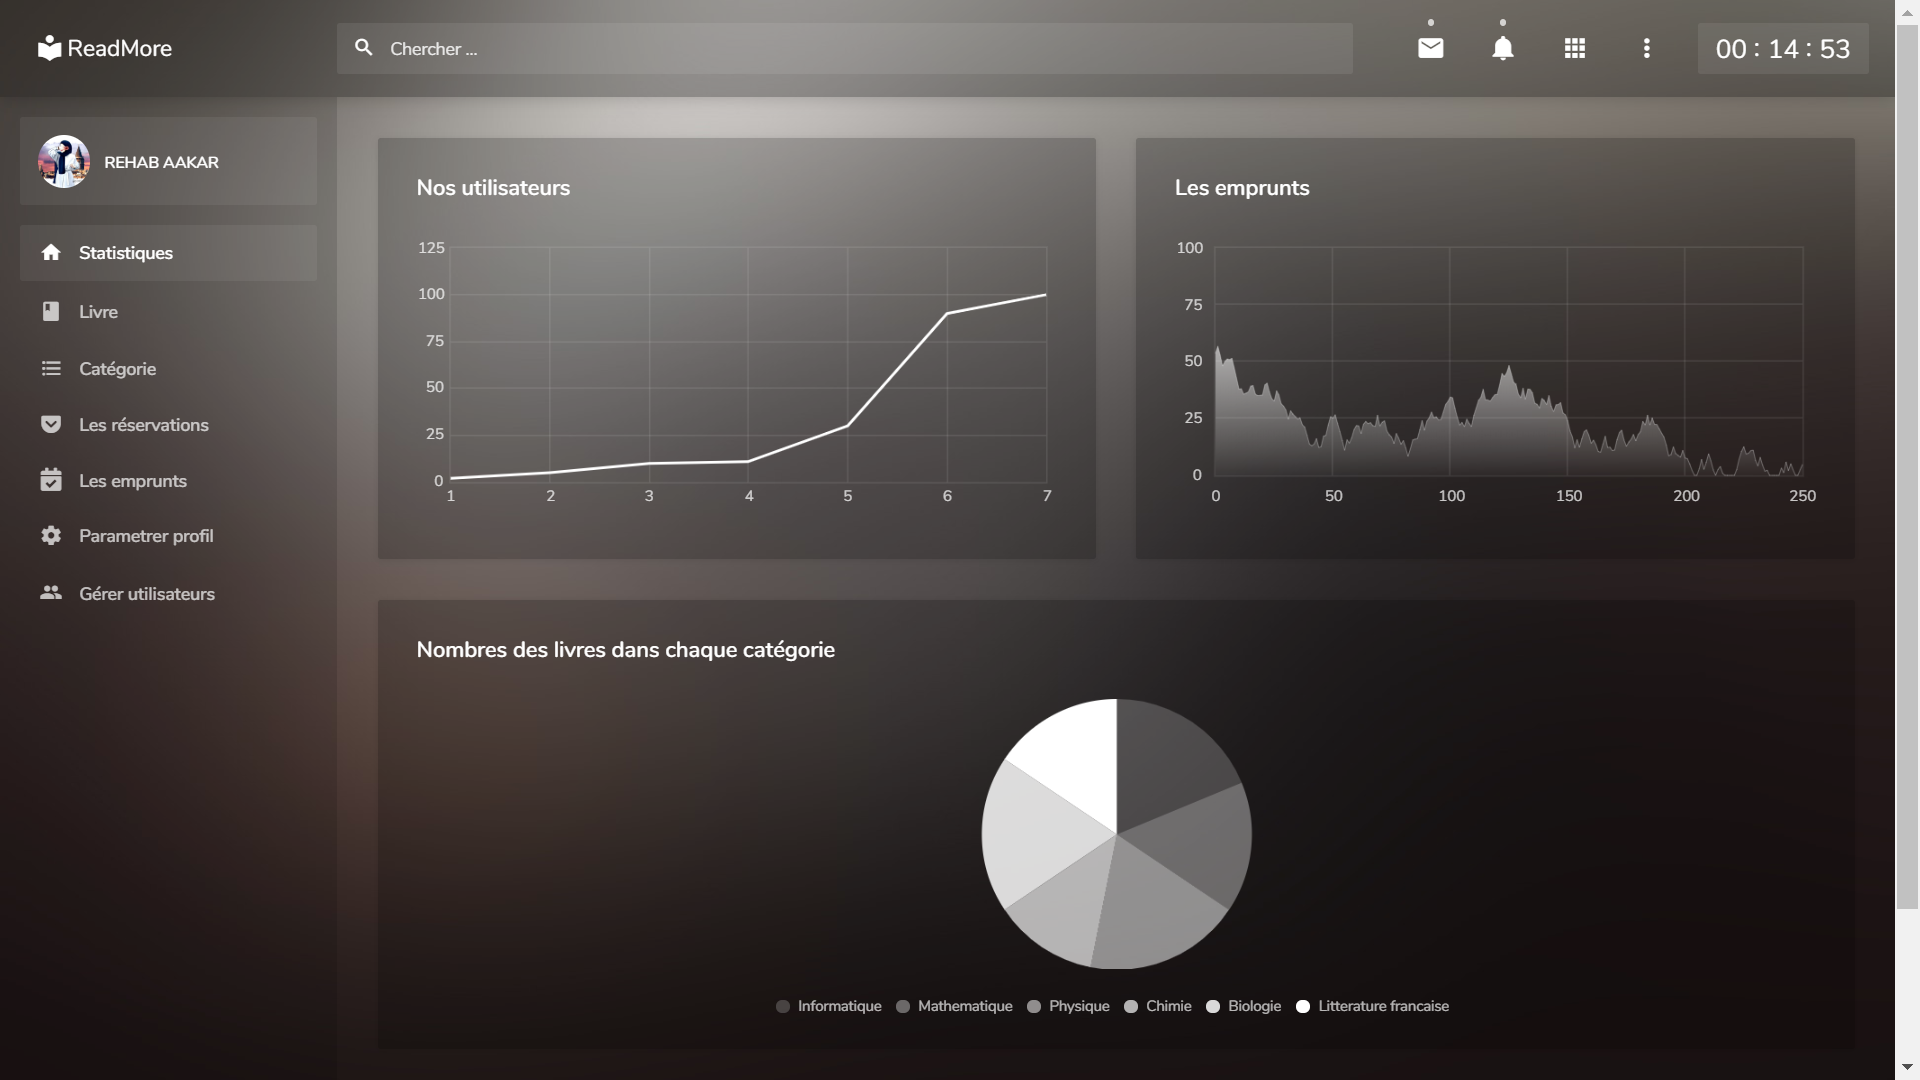 ReadMore
Chercher ...
00 : 14 : 53
REHAB AAKAR
Statistiques
Livre
Catégorie
Les réservations
Les emprunts
Parametrer profil
Gérer utilisateurs
Nos utilisateurs
125
100
75
50
25
0
1 2 3 4 5 6 7
Les emprunts
100
75
50
25
0
0 50 100 150 200 250
Nombres des livres dans chaque catégorie
Informatique Mathematique Physique Chimie Biologie Litterature francaise